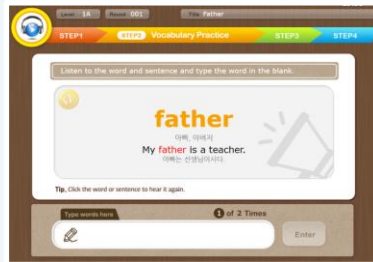 Level 1A Round 001 Title Father
STEP1 STEP2 Vocabulary Practice STEP3 STEP4
Listen to the word and sentence and type the word in the blank.
father
아빠, 아버지
My father is a teacher.
아빠는 선생님이시다.
Tip, Click the word or sentence to hear it again.
Type words here 1 of 2 Times
Enter